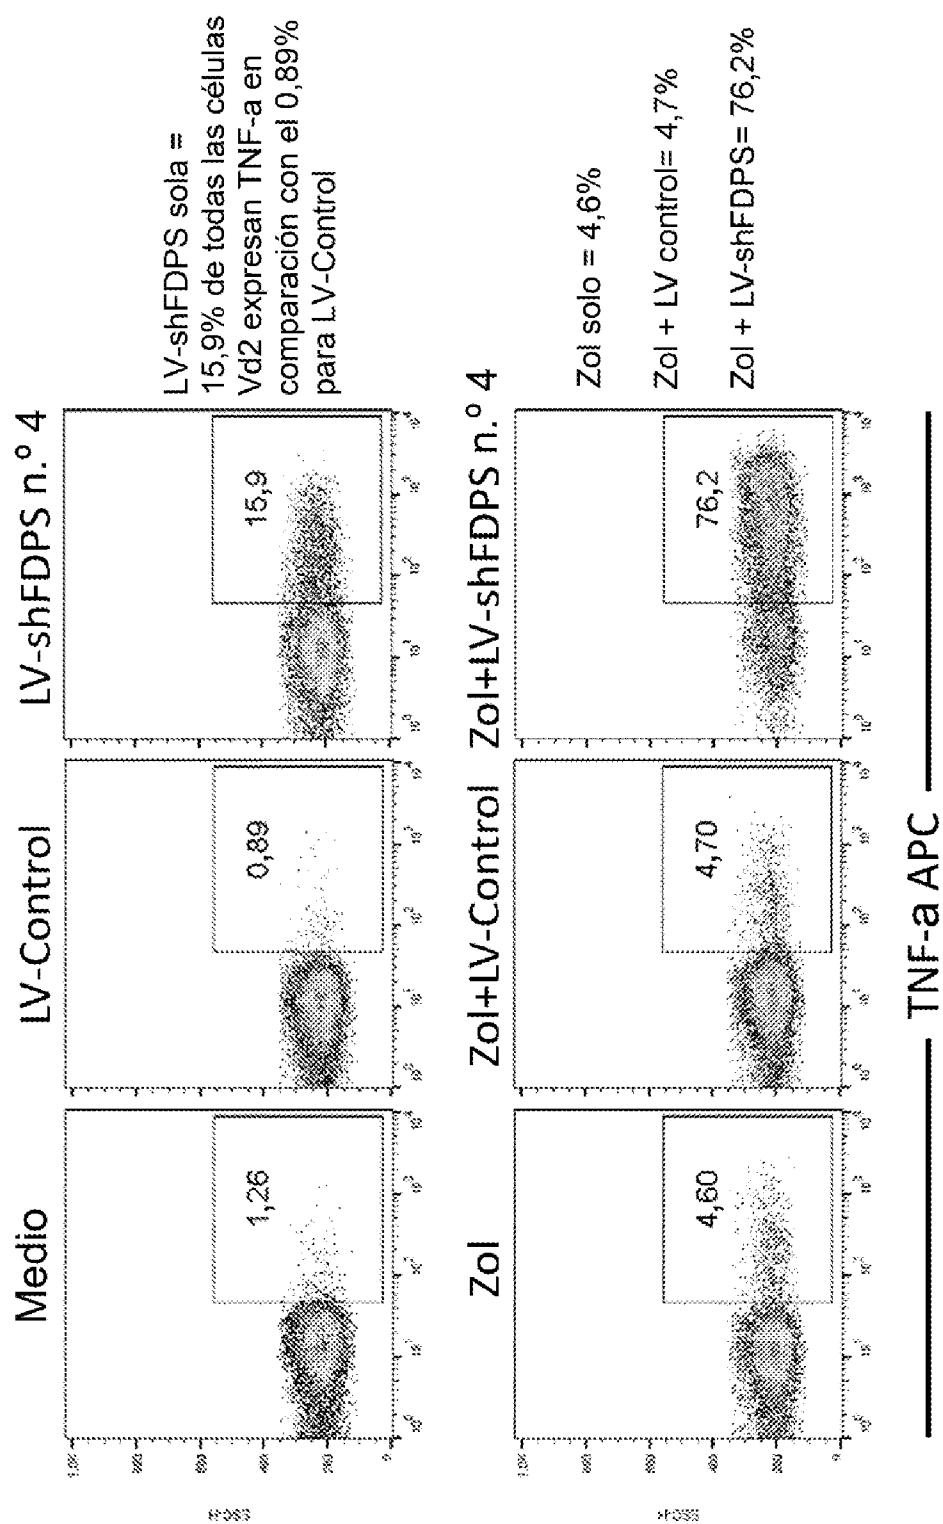 Medio
LV-Control
LV-shFDPS n.º 4
1,26
0,89
15,9
LV-shFDPS sola =
15,9% de todas las células
Vd2 expresan TNF-a en
comparación con el 0,89%
para LV-Control
Zol
Zol+LV-Control
Zol+LV-shFDPS n.º 4
4,60
4,70
76,2
Zol solo = 4,6%
Zol + LV control= 4,7%
Zol + LV-shFDPS= 76,2%
TNF-a APC